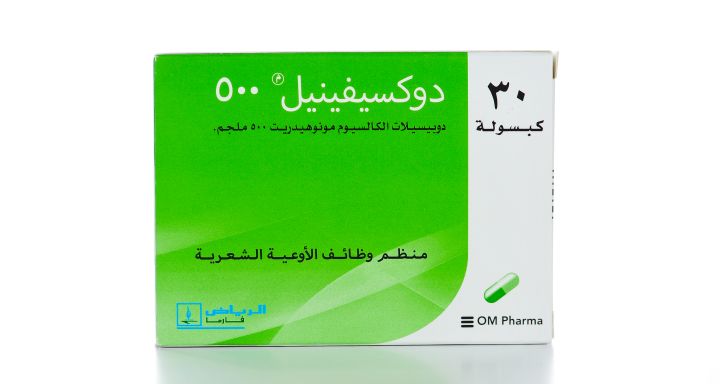 دوكسيفينيل® ٥٠٠
دوبيسيلات الكالسيوم مونوهيدريت ٥٠٠ ملجم.
٣٠
كبسولة
منظم وظائف الأوعية الشعرية
الرياض
فارما
OM Pharma